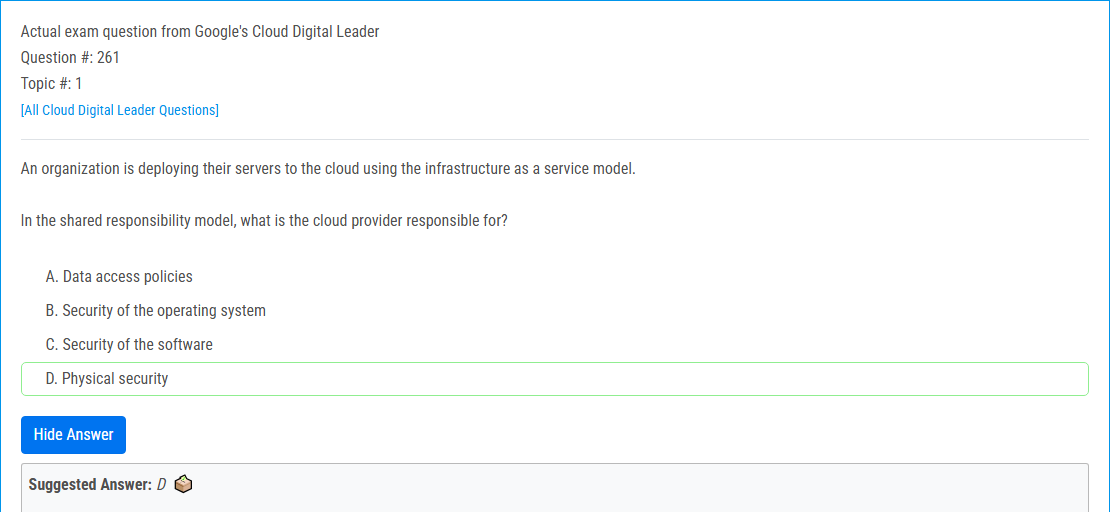 Actual exam question from Google's Cloud Digital Leader
Question #: 261
Topic #: 1
[All Cloud Digital Leader Questions]
An organization is deploying their servers to the cloud using the infrastructure as a service model.
In the shared responsibility model, what is the cloud provider responsible for?
A. Data access policies
B. Security of the operating system
C. Security of the software
D. Physical security
Hide Answer
Suggested Answer: D